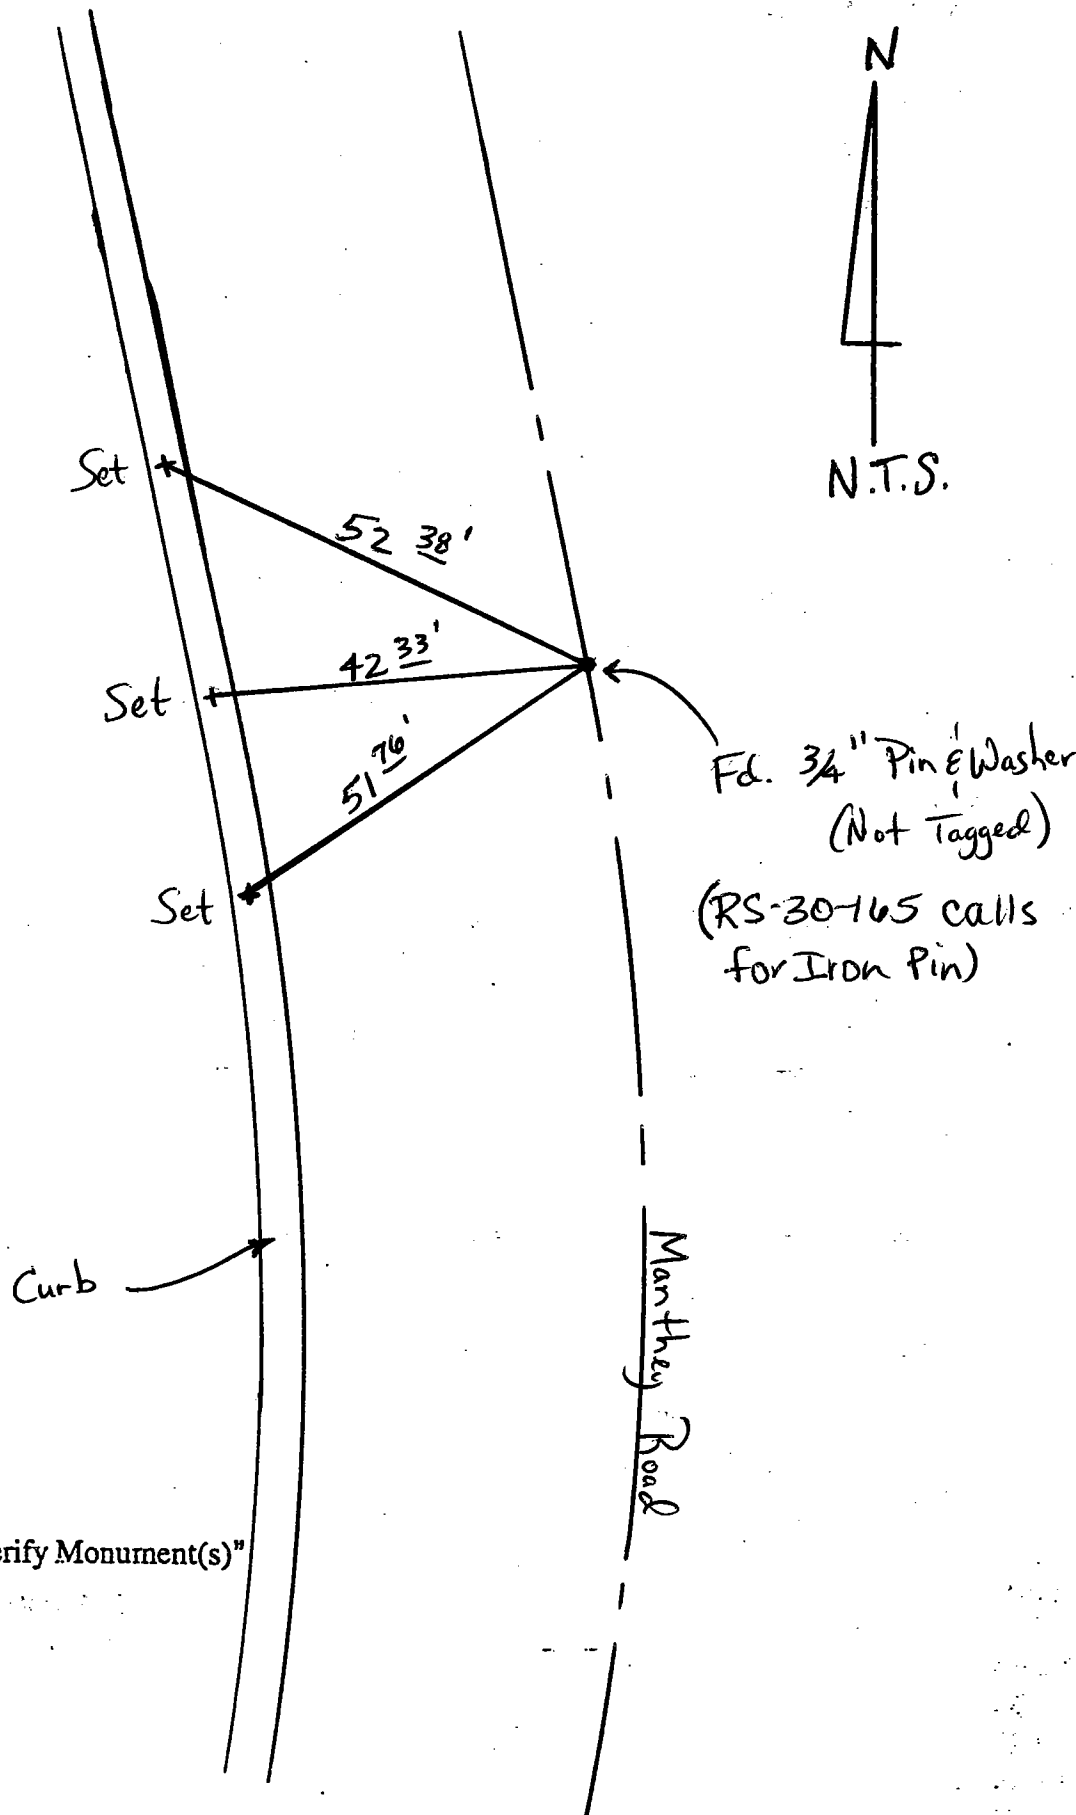 N
N.T.S.
Set
52 38'
Set
42 33'
51 76'
Set
Fd. 3/4" Pin & Washer
(Not Tagged)
(RS-30-165 calls
for Iron Pin)
Curb
Manthey Road
erify Monument(s)"